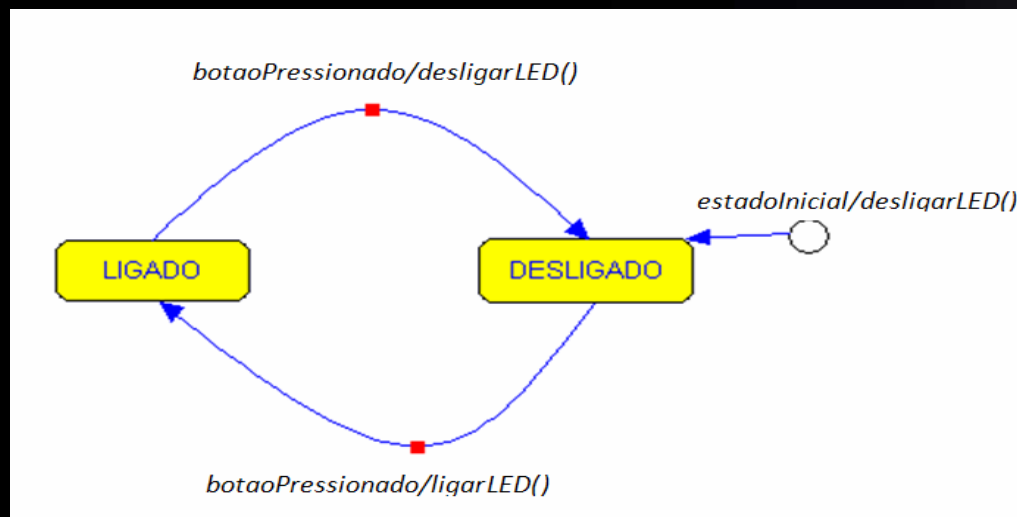 botaoPressionado/desligarLED()
estadoInicial/desligarLED()
LIGADO
DESLIGADO
botaoPressionado/ligarLED()